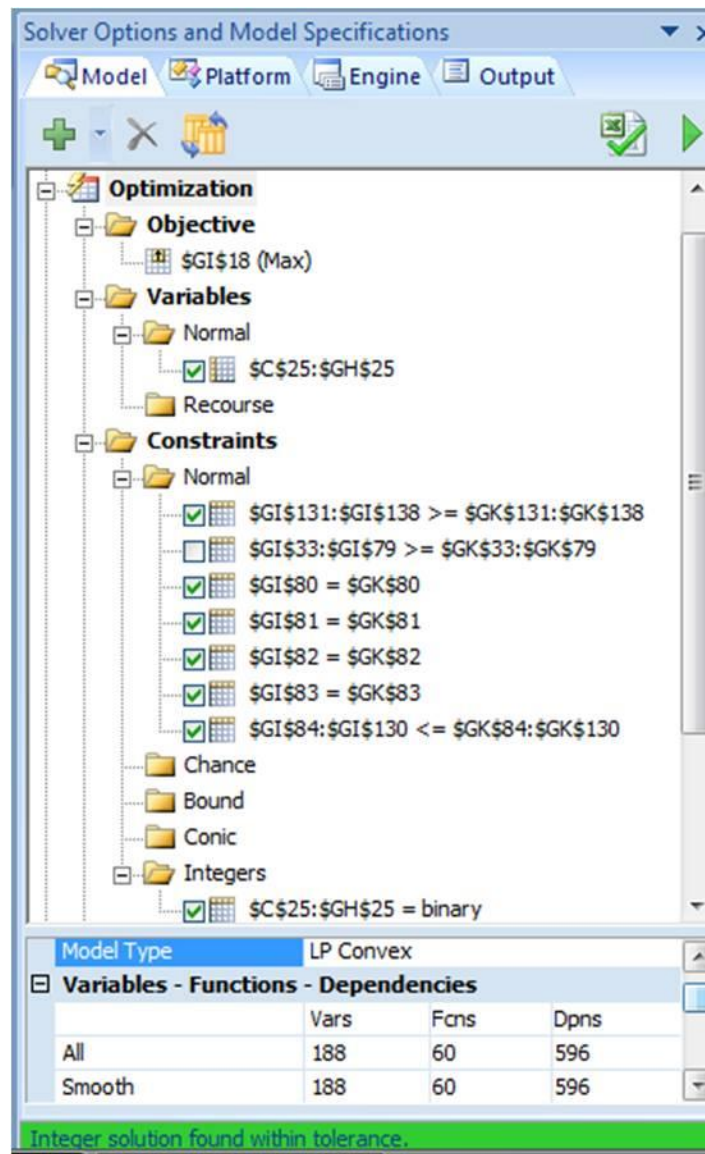 Solver Options and Model Specifications
Model Platform Engine Output
Optimization
Objective
$GI$18 (Max)
Variables
Normal
$C$25:$GH$25
Recourse
Constraints
Normal
$GI$131:$GI$138 >= $GK$131:$GK$138
$GI$33:$GI$79 >= $GK$33:$GK$79
$GI$80 = $GK$80
$GI$81 = $GK$81
$GI$82 = $GK$82
$GI$83 = $GK$83
$GI$84:$GI$130 <= $GK$84:$GK$130
Chance
Bound
Conic
Integers
$C$25:$GH$25 = binary
Model Type LP Convex
Variables - Functions - Dependencies
Vars Fcns Dpns
All 188 60 596
Smooth 188 60 596
Integer solution found within tolerance.